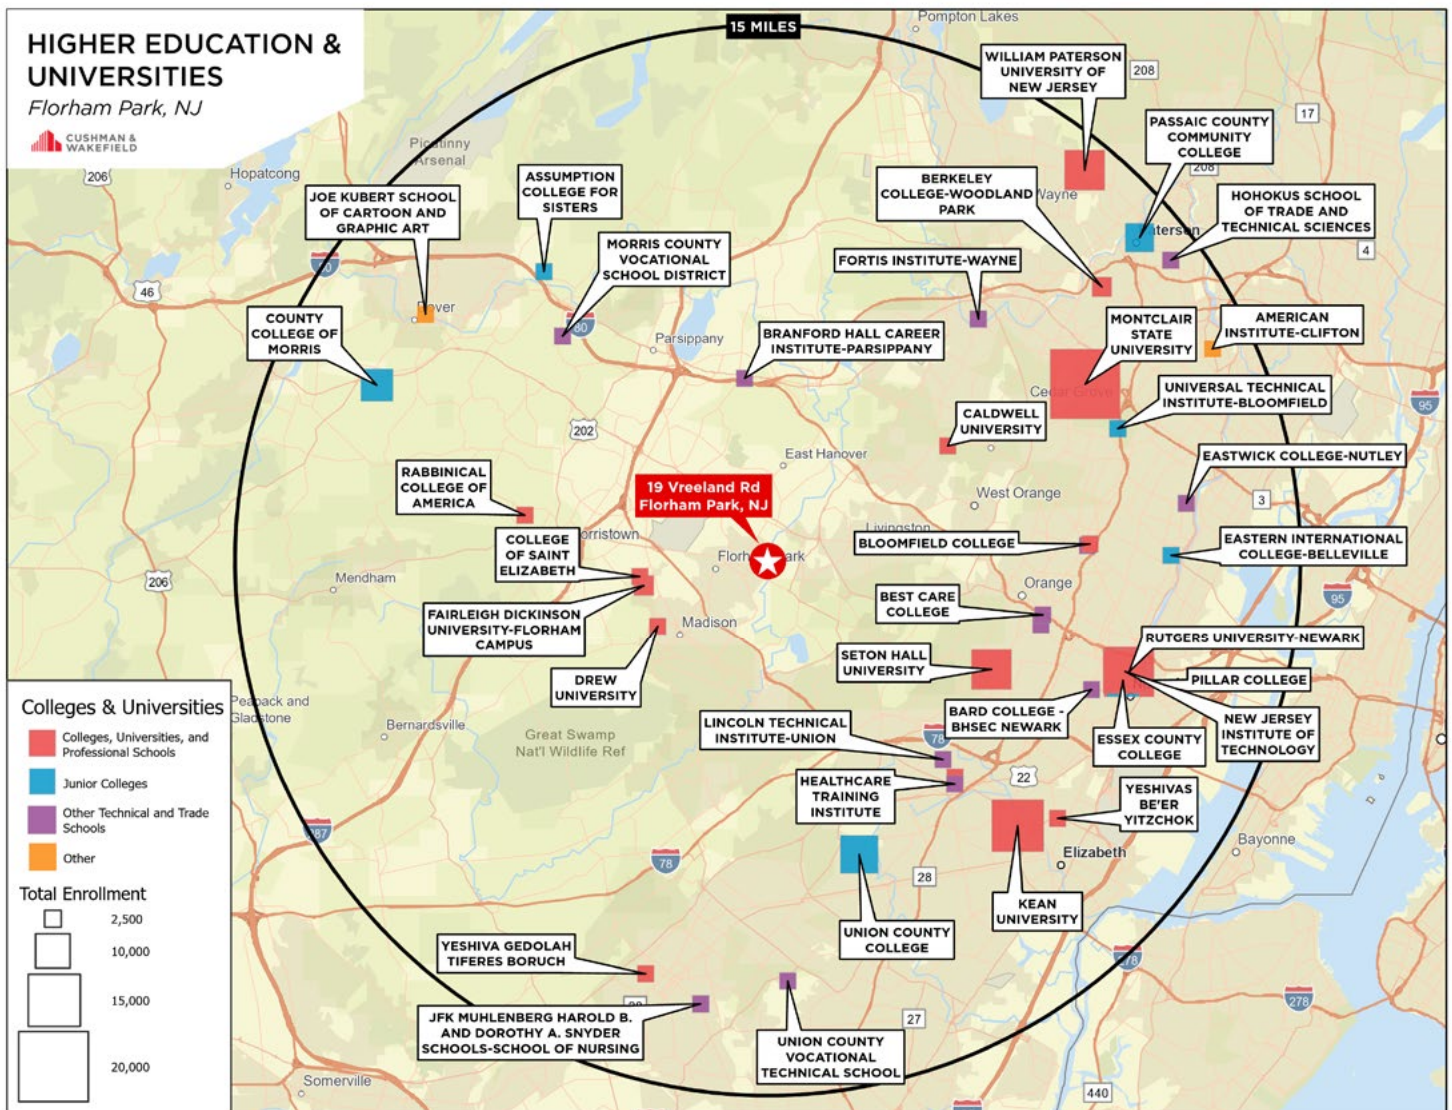 HIGHER EDUCATION &
UNIVERSITIES
Florham Park, NJ
CUSHMAN &
WAKEFIELD
15 MILES
Pompton Lakes
WILLIAM PATERSON
UNIVERSITY OF
NEW JERSEY
208
17
PASSAIC COUNTY
COMMUNITY
COLLEGE
208
Picatinny
Arsenal
206
Hopatcong
JOE KUBERT SCHOOL
OF CARTOON AND
GRAPHIC ART
ASSUMPTION
COLLEGE FOR
SISTERS
BERKELEY
COLLEGE-WOODLAND
PARK
Wayne
HOHOKUS SCHOOL
OF TRADE AND
TECHNICAL SCIENCES
4
MORRIS COUNTY
VOCATIONAL
SCHOOL DISTRICT
FORTIS INSTITUTE-WAYNE
46
80
COUNTY
COLLEGE OF
MORRIS
Parsippany
BRANFORD HALL CAREER
INSTITUTE-PARSIPPANY
MONTCLAIR
STATE
UNIVERSITY
AMERICAN
INSTITUTE-CLIFTON
Cedar Grove
UNIVERSAL TECHNICAL
INSTITUTE-BLOOMFIELD
95
202
CALDWELL
UNIVERSITY
East Hanover
EASTWICK COLLEGE-NUTLEY
RABBINICAL
COLLEGE OF
AMERICA
19 Vreeland Rd
Florham Park, NJ
West Orange
3
Livingston
COLLEGE
OF SAINT
ELIZABETH
BLOOMFIELD COLLEGE
EASTERN INTERNATIONAL
COLLEGE-BELLEVILLE
206
Mendham
Orange
95
BEST CARE
COLLEGE
FAIRLEIGH DICKINSON
UNIVERSITY-FLORHAM
CAMPUS
Madison
RUTGERS UNIVERSITY-NEWARK
SETON HALL
UNIVERSITY
DREW
UNIVERSITY
PILLAR COLLEGE
Peapack and
Gladstone
Bernardsville
Great Swamp
Nat'l Wildlife Ref
LINCOLN TECHNICAL
INSTITUTE-UNION
BARD COLLEGE -
BHSEC NEWARK
ESSEX COUNTY
COLLEGE
NEW JERSEY
INSTITUTE OF
TECHNOLOGY
78
22
HEALTHCARE
TRAINING
INSTITUTE
YESHIVAS
BE'ER
YITZCHOK
287
78
Elizabeth
Bayonne
28
KEAN
UNIVERSITY
UNION COUNTY
COLLEGE
YESHIVA GEDOLAH
TIFERES BORUCH
278
278
JFK MUHLENBERG HAROLD B.
AND DOROTHY A. SNYDER
SCHOOLS-SCHOOL OF NURSING
27
UNION COUNTY
VOCATIONAL
TECHNICAL SCHOOL
Somerville
440
Colleges & Universities
Colleges, Universities, and
Professional Schools
Junior Colleges
Other Technical and Trade
Schools
Other
Total Enrollment
2,500
10,000
15,000
20,000